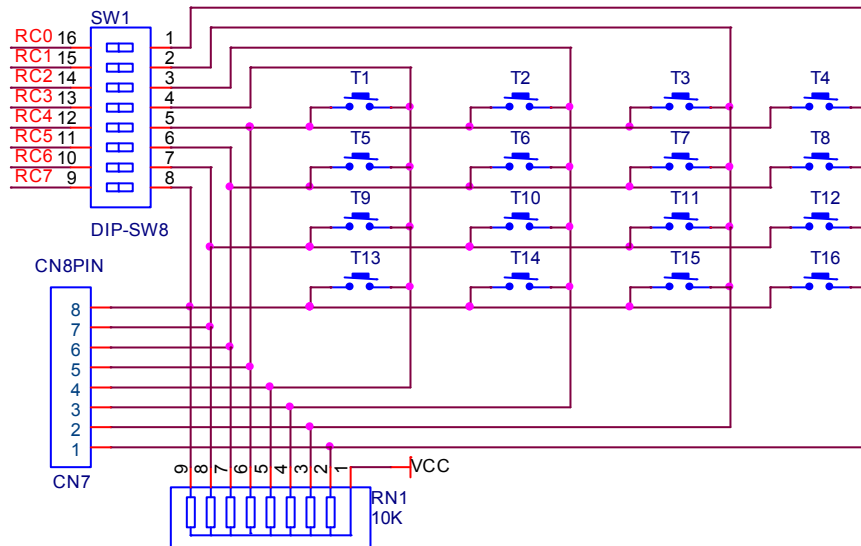 SW1
RC0 16 1
RC1 15 2
RC2 14 3
RC3 13 4
RC4 12 5
RC5 11 6
RC6 10 7
RC7 9 8
DIP-SW8
T1 T2 T3 T4
T5 T6 T7 T8
T9 T10 T11 T12
T13 T14 T15 T16
CN8PIN
8
7
6
5
4
3
2
1
CN7
9 8 7 6 5 4 3 2 1
VCC
RN1
10K